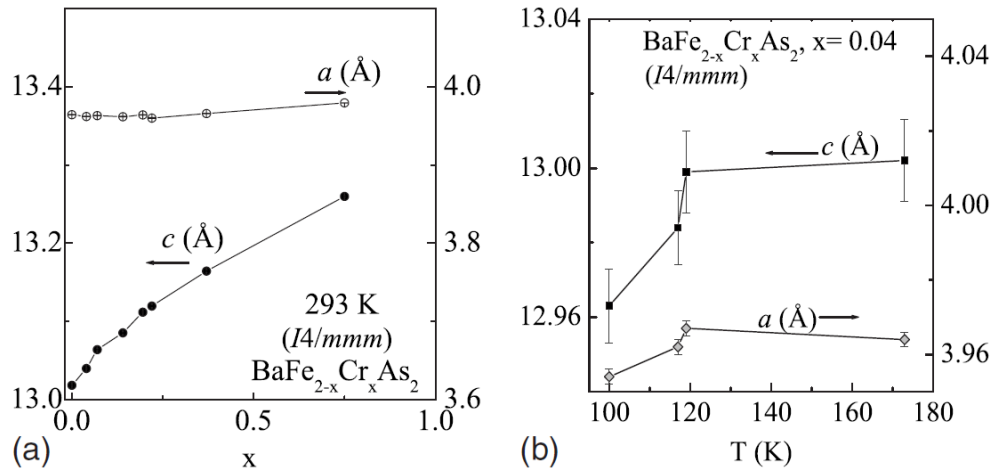 13.4
13.2
13.0
4.0
3.8
3.6
0.0
0.5
1.0
a (Å)
c (Å)
293 K
(I4/mmm)
BaFe2-xCrxAs2
x
(a)
13.04
13.00
12.96
4.04
4.00
3.96
100
120
140
160
180
BaFe2-xCrxAs2, x= 0.04
(I4/mmm)
c (Å)
a (Å)
T (K)
(b)